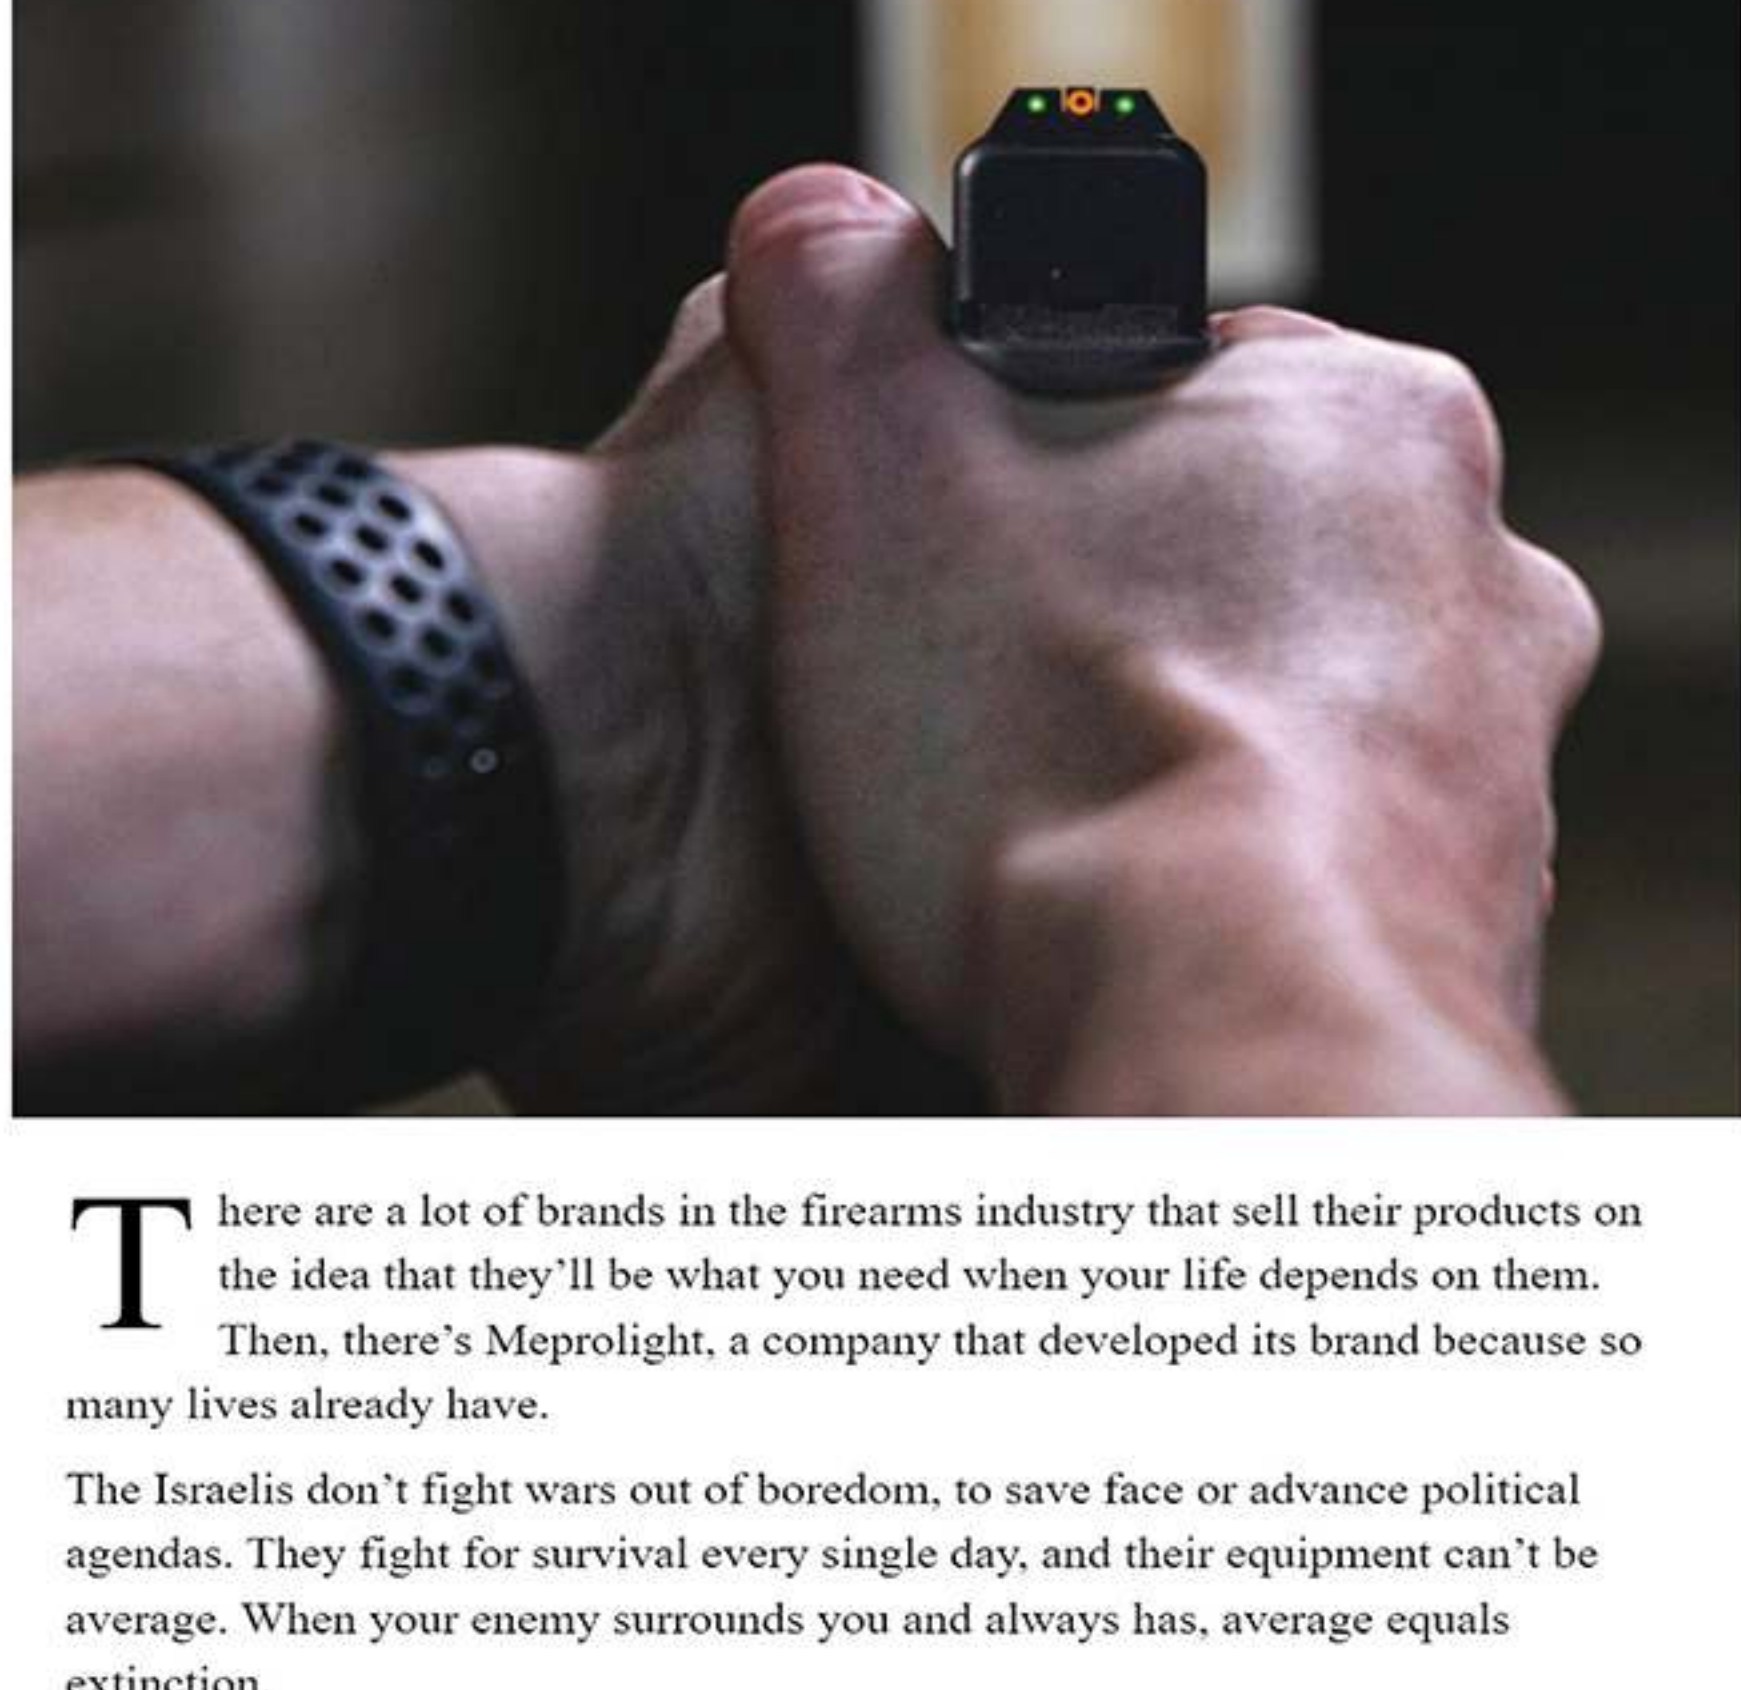 There are a lot of brands in the firearms industry that sell their products on
the idea that they’ll be what you need when your life depends on them.
Then, there’s Meprolight, a company that developed its brand because so
many lives already have.
The Israelis don’t fight wars out of boredom, to save face or advance political
agendas. They fight for survival every single day, and their equipment can’t be
average. When your enemy surrounds you and always has, average equals
extinction.